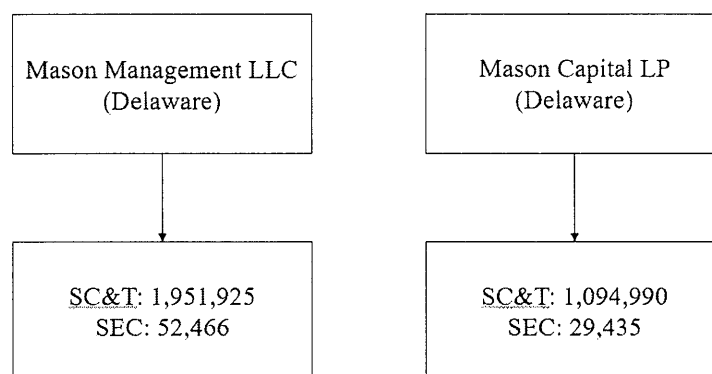 Mason Management LLC
(Delaware)
Mason Capital LP
(Delaware)
SC&T: 1,951,925
SEC: 52,466
SC&T: 1,094,990
SEC: 29,435